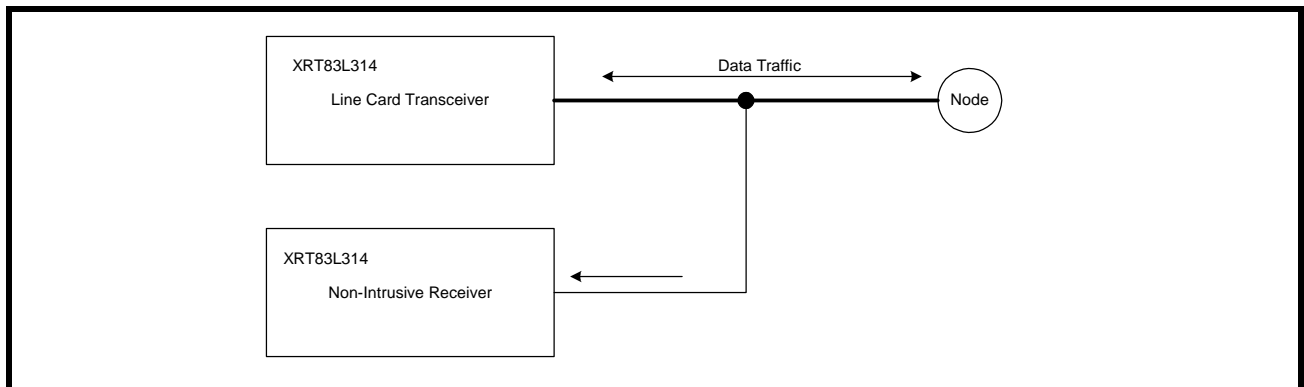 XRT83L314
Line Card Transceiver
Data Traffic
Node
XRT83L314
Non-Intrusive Receiver